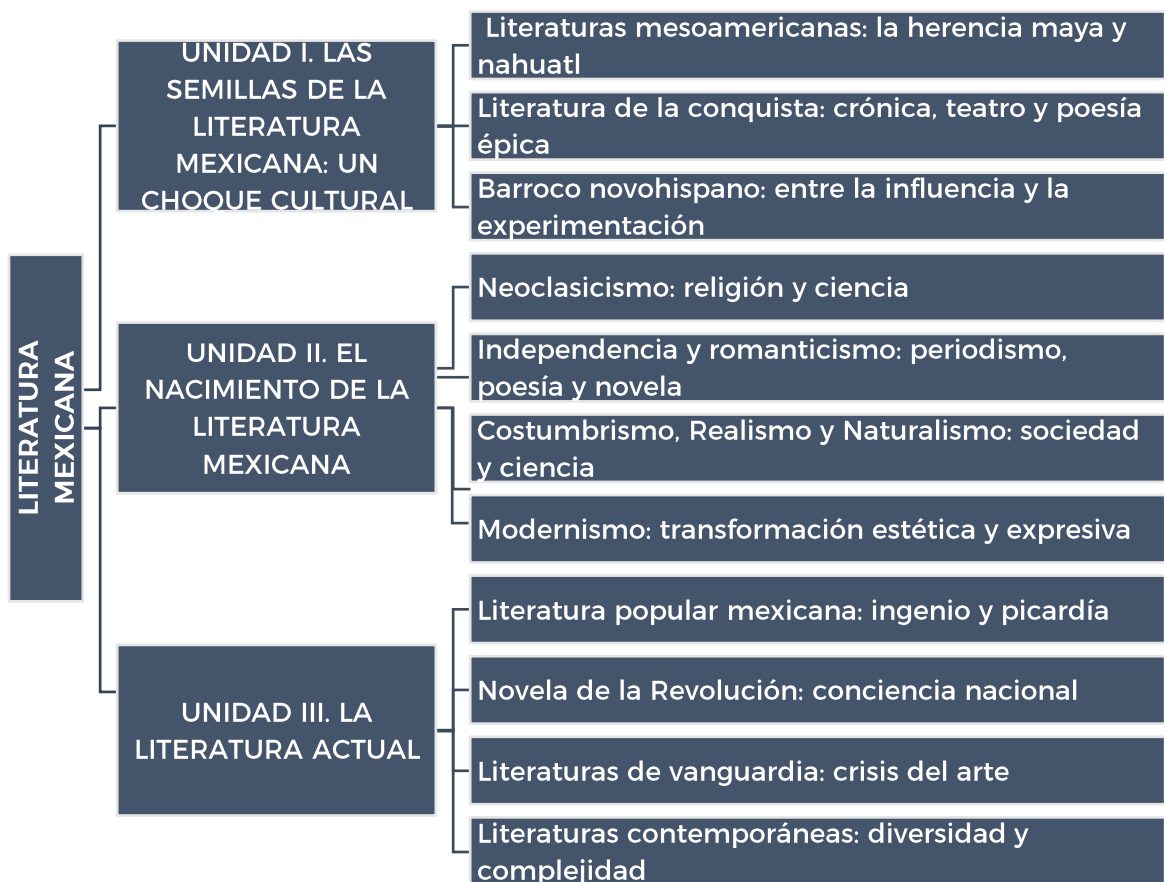 LITERATURA
MEXICANA
UNIDAD I. LAS
SEMILLAS DE LA
LITERATURA
MEXICANA: UN
CHOQUE CULTURAL
Literaturas mesoamericanas: la herencia maya y
nahuatl
Literatura de la conquista: crónica, teatro y poesía
épica
Barroco novohispano: entre la influencia y la
experimentación
UNIDAD II. EL
NACIMIENTO DE LA
LITERATURA
MEXICANA
Neoclasicismo: religión y ciencia
Independencia y romanticismo: periodismo,
poesía y novela
Costumbrismo, Realismo y Naturalismo: sociedad
y ciencia
Modernismo: transformación estética y expresiva
UNIDAD III. LA
LITERATURA ACTUAL
Literatura popular mexicana: ingenio y picardía
Novela de la Revolución: conciencia nacional
Literaturas de vanguardia: crisis del arte
Literaturas contemporáneas: diversidad y
complejidad